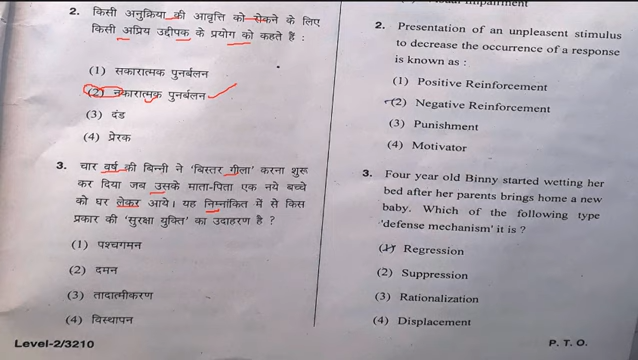 2. किसी अनुक्रिया की आवृत्ति को रोकने के लिए
किसी अप्रिय उद्दीपक के प्रयोग को कहते हैं :
(1) सकारात्मक पुनर्बलन
(2) नकारात्मक पुनर्बलन
(3) दंड
(4) प्रेरक
3. चार वर्ष की बिन्नी ने 'बिस्तर गीला' करना शुरू
कर दिया जब उसके माता-पिता एक नये बच्चे
को घर लेकर आये। यह निम्नांकित में से किस
प्रकार की 'सुरक्षा युक्ति' का उदाहरण है ?
(1) पश्चगमन
(2) दमन
(3) तादात्मीकरण
(4) विस्थापन
Level-2/3210
Impairment
2. Presentation of an unpleasent stimulus
to decrease the occurrence of a response
is known as :
(1) Positive Reinforcement
(2) Negative Reinforcement
(3) Punishment
(4) Motivator
3. Four year old Binny started wetting her
bed after her parents brings home a new
baby. Which of the following type
'defense mechanism' it is ?
(1) Regression
(2) Suppression
(3) Rationalization
(4) Displacement
P. T. O.